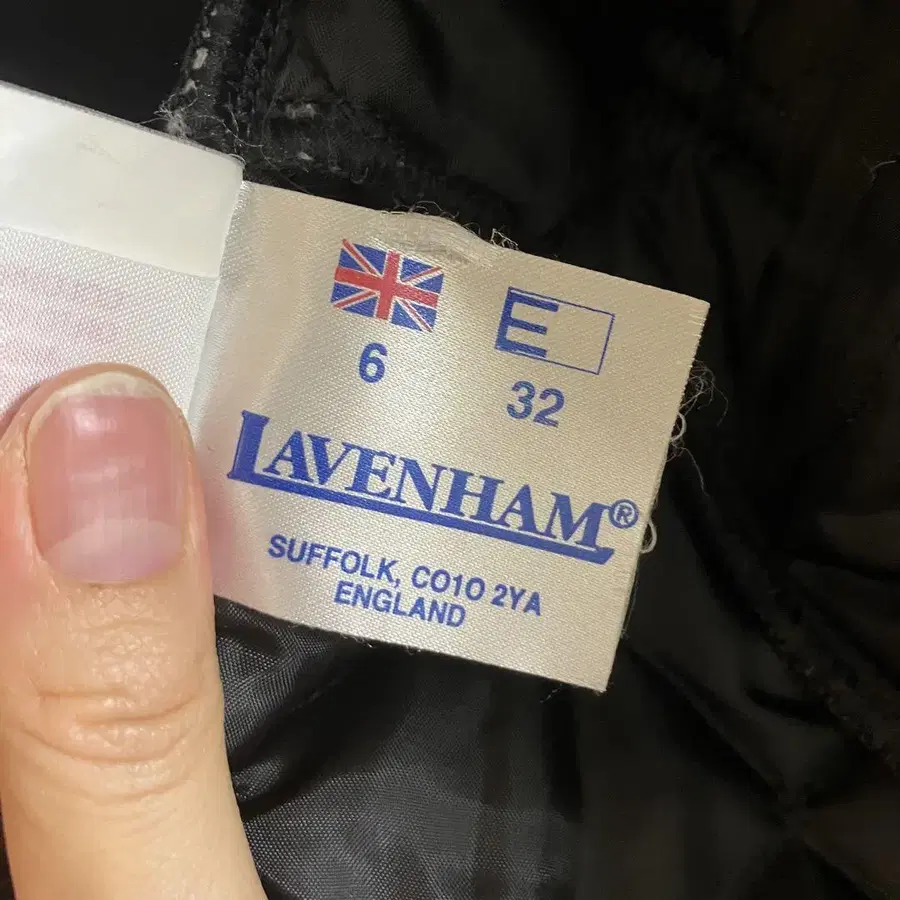 6
E
32
LAVENHAM®
SUFFOLK, CO10 2YA
ENGLAND